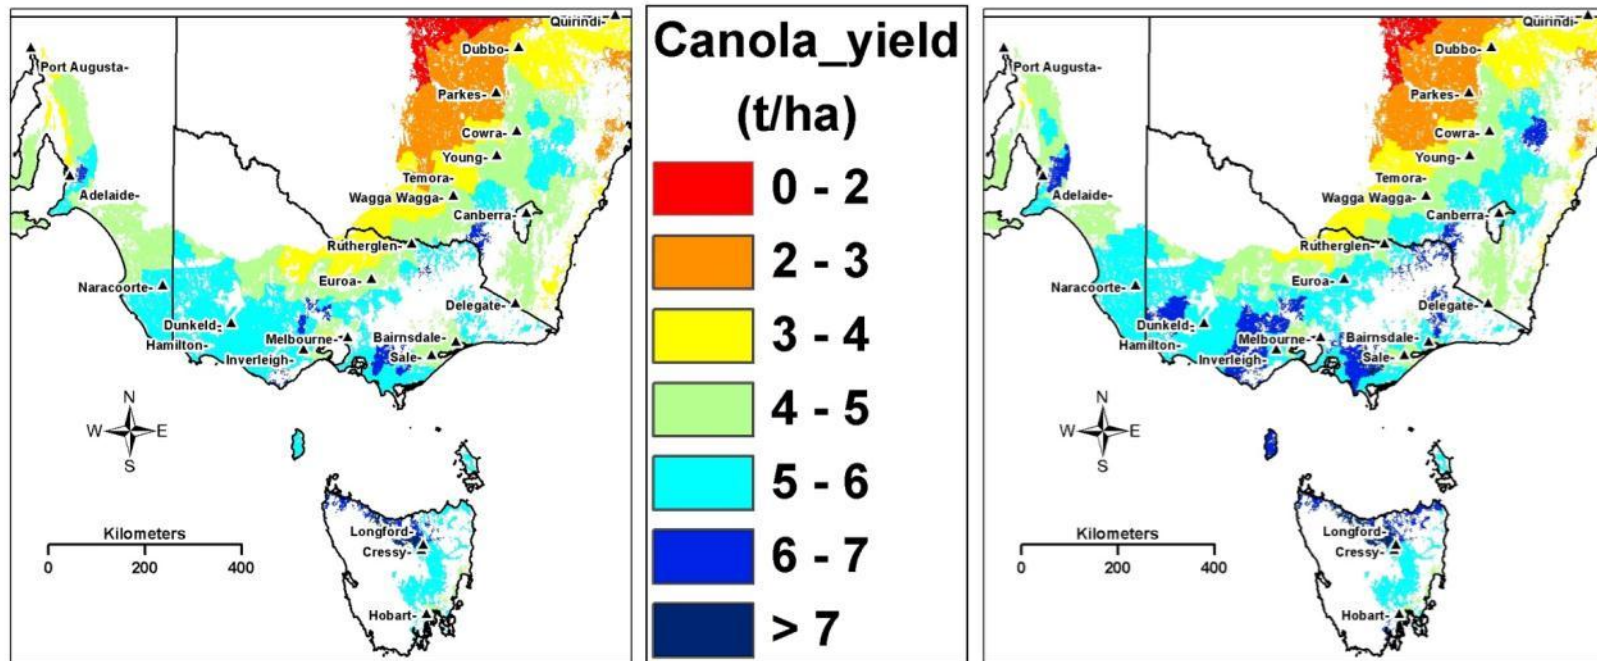 Quirindi-
Dubbo-
Port Augusta-
Parkes-
Cowra-
Young-
Temora-
Adelaide-
Wagga Wagga-
Canberra-
Rutherglen-
Naracoorte-
Euroa-
Delegate-
Dunkeld-
Melbourne-
Bairnsdale-
Hamilton-
Inverleigh-
Sale-
N
W E
S
Kilometers
0 200 400
Longford-
Cressy-
Hobart-
Canola_yield
(t/ha)
0 - 2
2 - 3
3 - 4
4 - 5
5 - 6
6 - 7
> 7
Quirindi-
Dubbo-
Port Augusta-
Parkes-
Cowra-
Young-
Temora-
Adelaide-
Wagga Wagga-
Canberra-
Rutherglen-
Naracoorte-
Euroa-
Delegate-
Dunkeld-
Melbourne-
Bairnsdale-
Hamilton-
Inverleigh-
Sale-
N
W E
S
Kilometers
0 200 400
Longford-
Cressy-
Hobart-